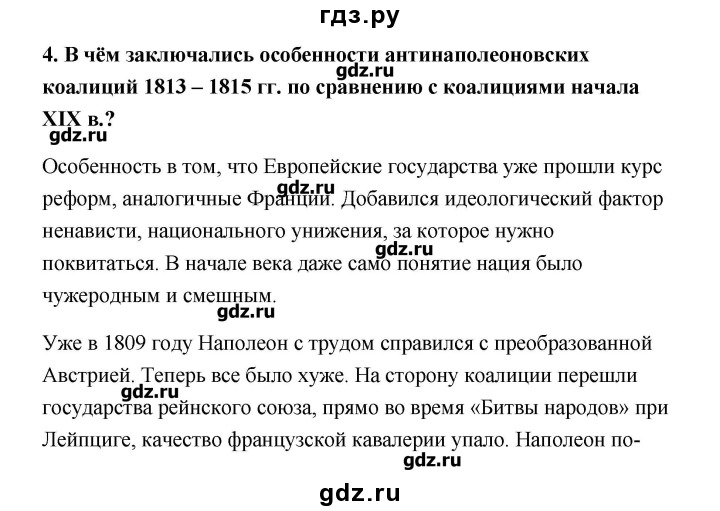 гдз.ру
4. В чём заключались особенности антинаполеоновских
gdz.ru
коалиций 1813 – 1815 гг. по сравнению с коалициями начала
XIX в.?
gdz.ru
Особенность в том, что Европейские государства уже прошли курс
gdz.ru
реформ, аналогичные Франции. Добавился идеологический фактор
ненависти, национального унижения, за которое нужно
gdz.ru
поквитаться. В начале века даже само понятие нация было
чужеродным и смешным.
gdz.ru
Уже в 1809 году Наполеон с трудом справился с преобразованной
Австрией. Теперь все было хуже. На сторону коалиции перешли
gdz.ru
государства рейнского союза, прямо во время «Битвы народов» при
Лейпциге, качество французской кавалерии упало. Наполеон по-
gdz.ru
gdz.ru